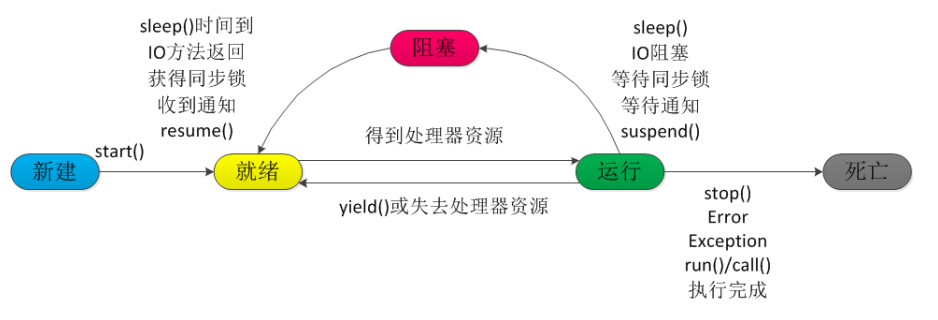 sleep()时间到
IO方法返回
获得同步锁
收到通知
resume()
阻塞
sleep()
IO阻塞
等待同步锁
等待通知
suspend()
得到处理器资源
新建
start()
就绪
运行
死亡
yield()或失去处理器资源
stop()
Error
Exception
run()/call()
执行完成